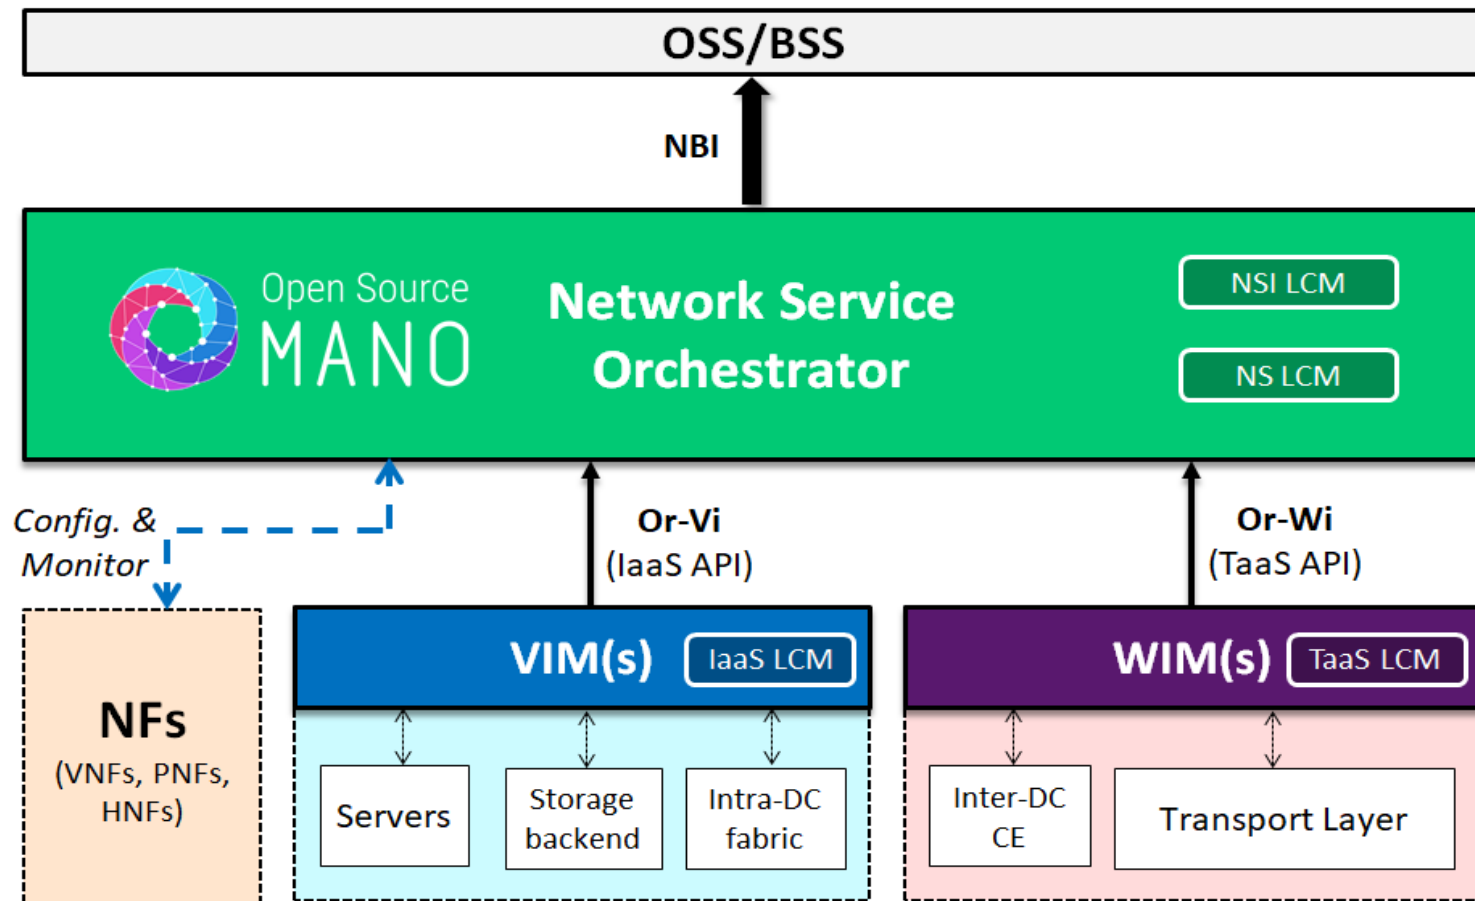 OSS/BSS
NBI
Open Source
MANO
Network Service
Orchestrator
NSI LCM
NS LCM
Config. &
Monitor
Or-Vi
(IaaS API)
Or-Wi
(TaaS API)
NFs
(VNFs, PNFs,
HNFs)
VIM(s)
IaaS LCM
Servers
Storage
backend
Intra-DC
fabric
WIM(s)
TaaS LCM
Inter-DC
CE
Transport Layer